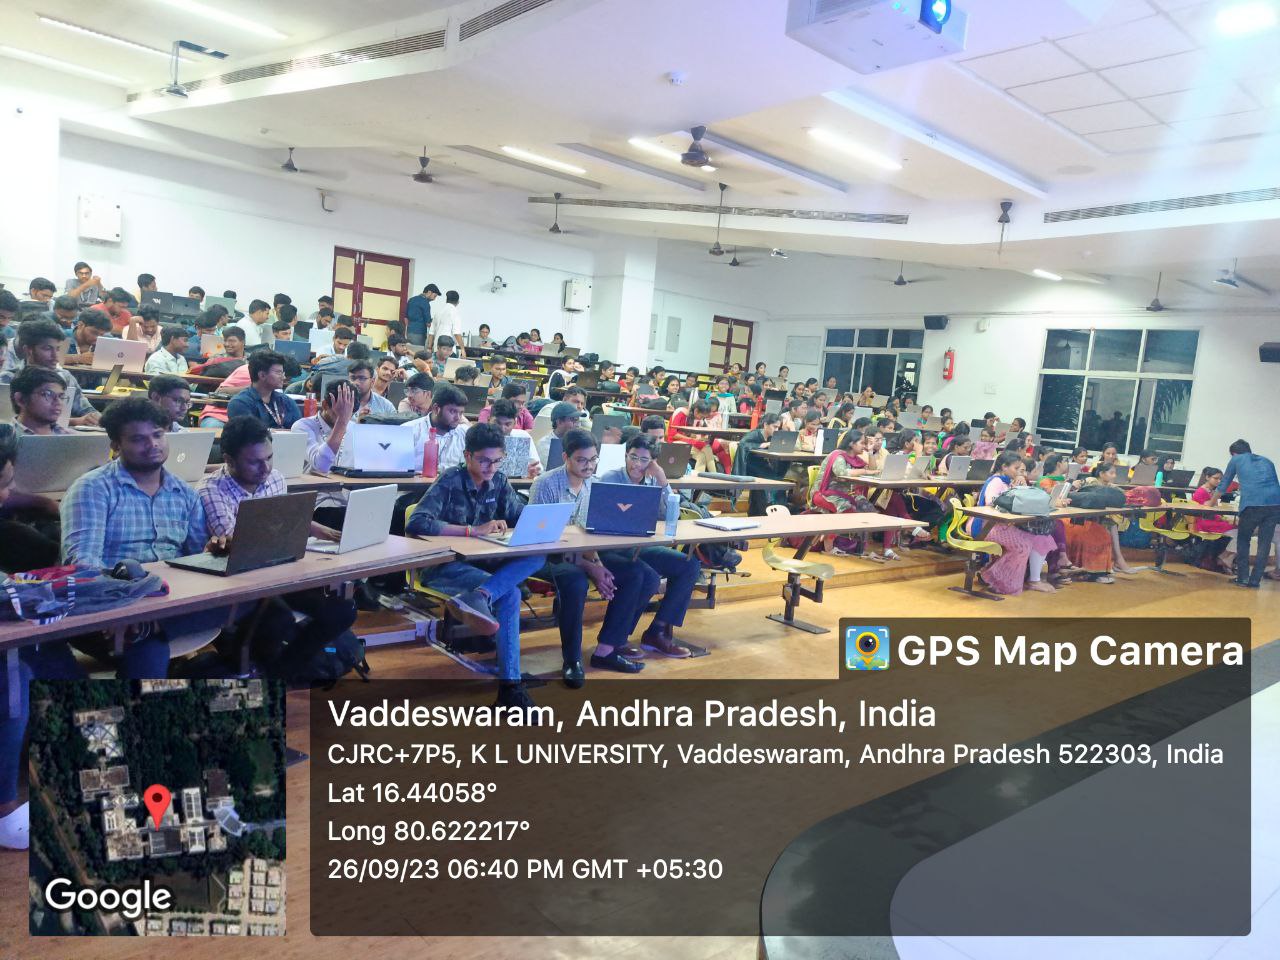 GPS Map Camera
Vaddeswaram, Andhra Pradesh, India
CJRC+7P5, K L UNIVERSITY, Vaddeswaram, Andhra Pradesh 522303, India
Lat 16.44058°
Long 80.622217°
26/09/23 06:40 PM GMT +05:30
Google